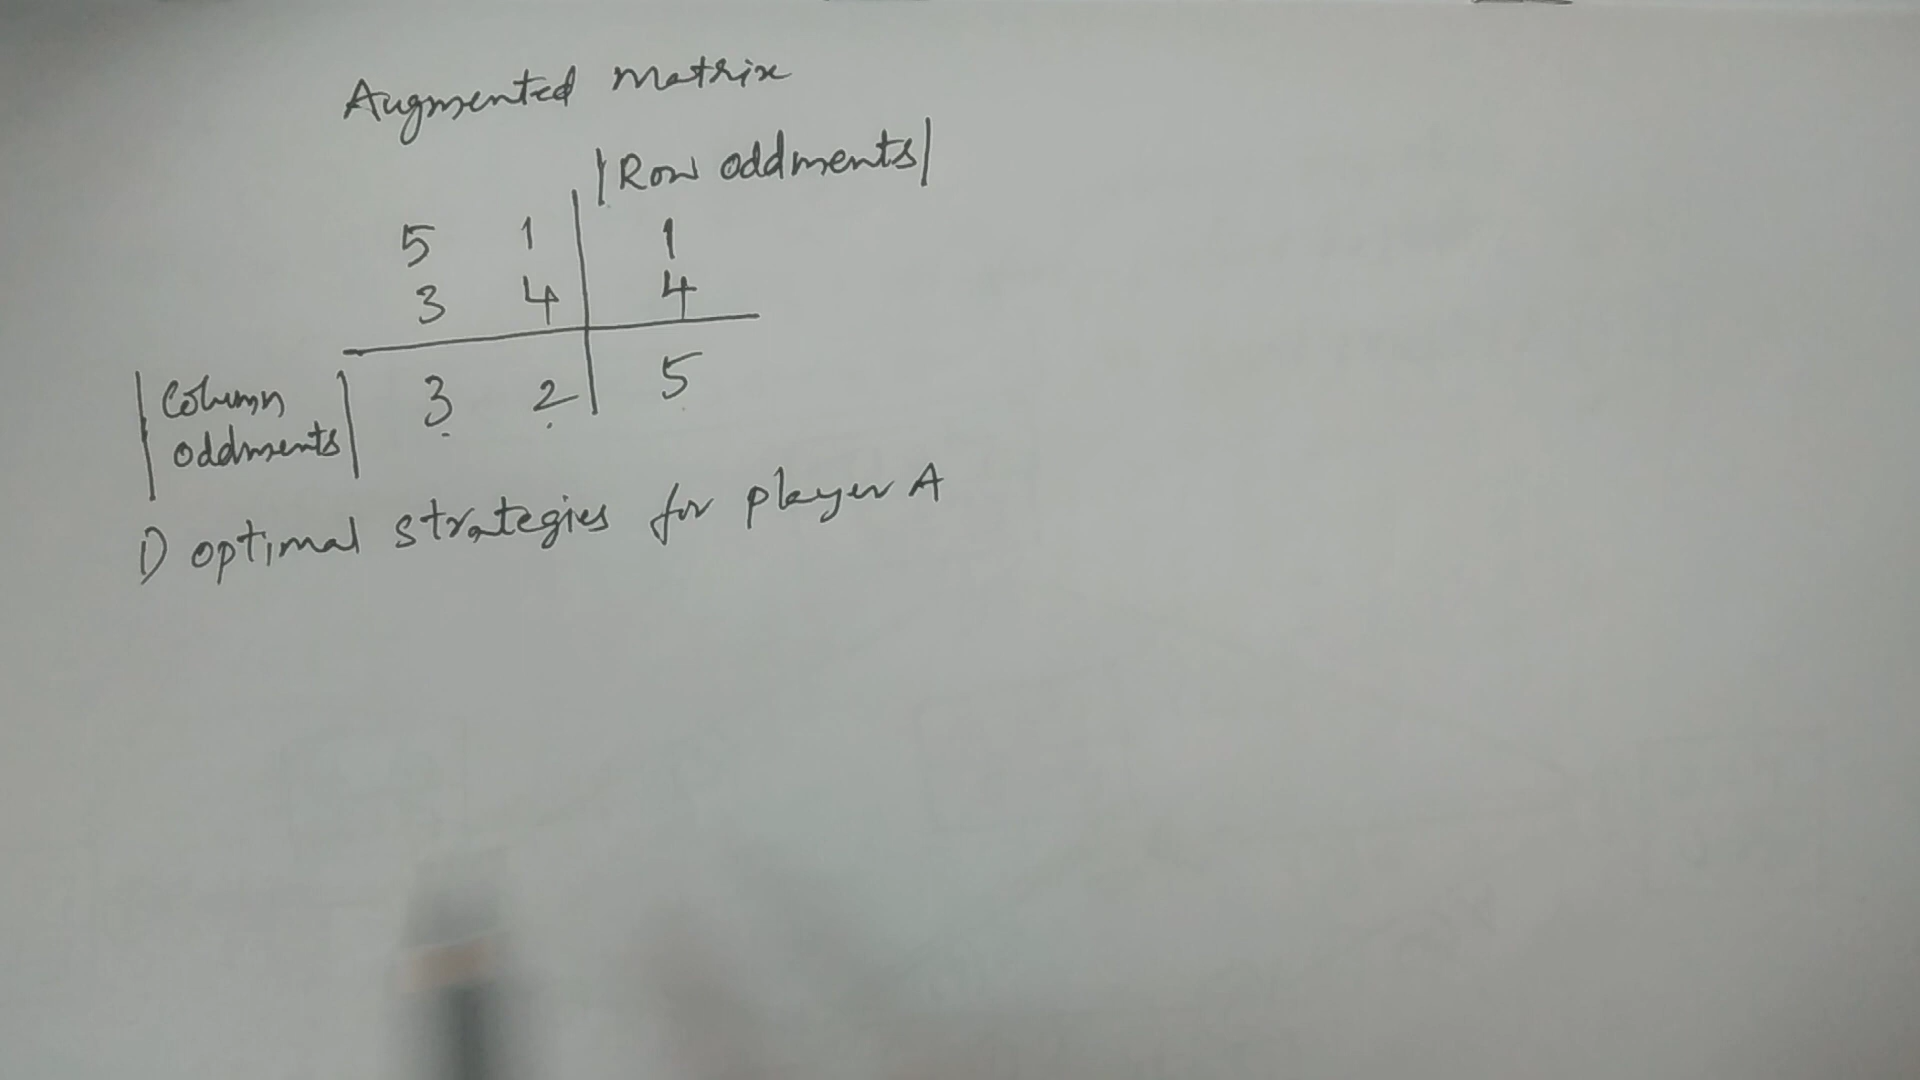 Augmented matrix
|Row oddments|
5 1 1
3 4 4
|Column
3 2 5
oddments|
1) optimal strategies for player A